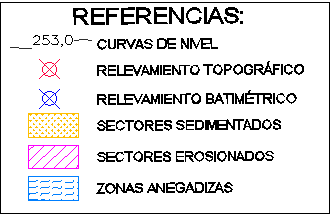 REFERENCIAS:
253,0 CURVAS DE NIVEL
RELEVAMIENTO TOPOGRÁFICO
RELEVAMIENTO BATIMÉTRICO
SECTORES SEDIMENTADOS
SECTORES EROSIONADOS
ZONAS ANEGADIZAS